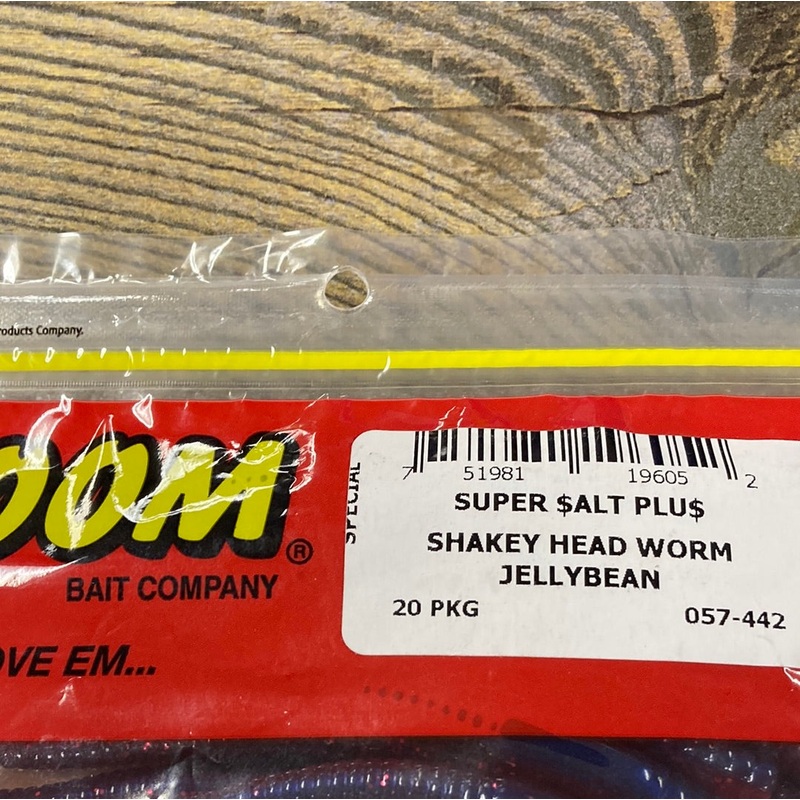 roducts Company.
OOM®
BAIT COMPANY
OVE EM...
SPECIAL
7 51981 19605 2
SUPER $ALT PLU$
SHAKEY HEAD WORM
JELLYBEAN
20 PKG 057-442